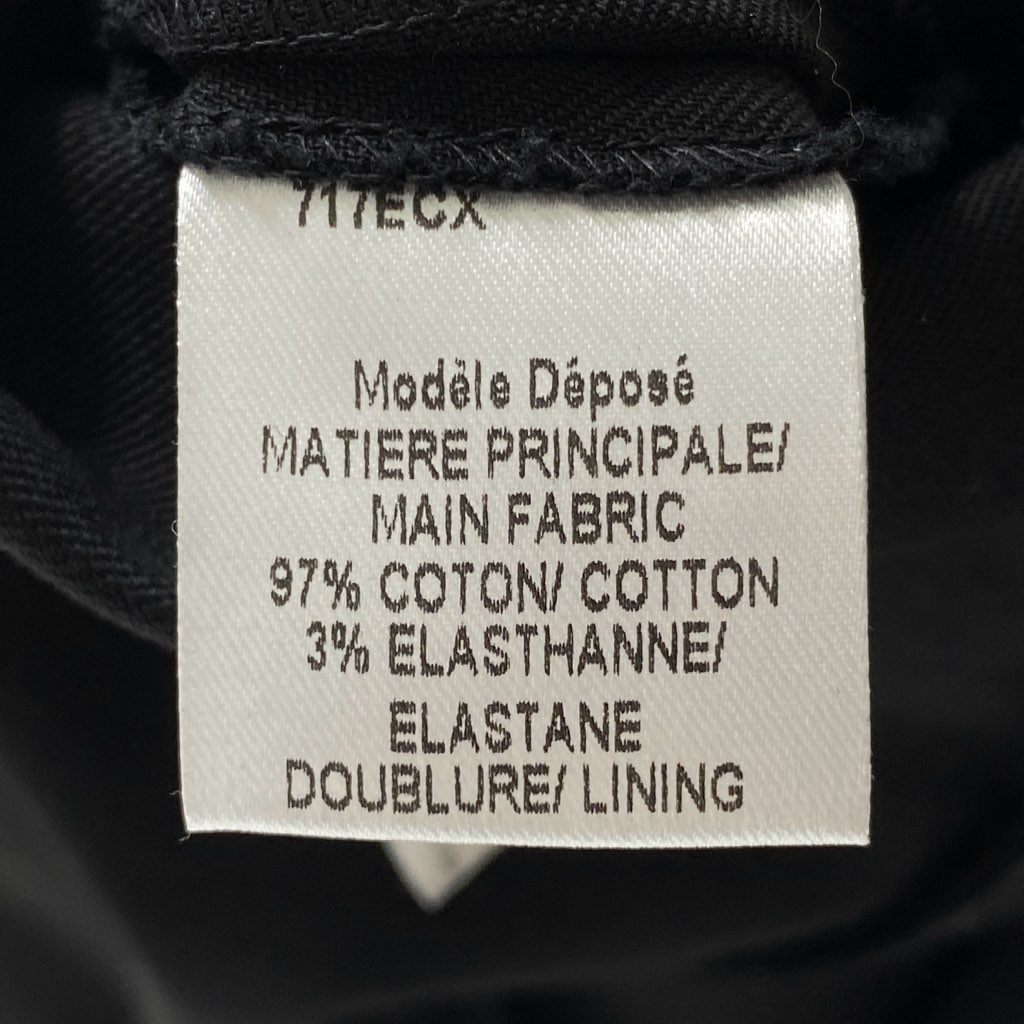 717ECX
Modèle Déposé
MATIERE PRINCIPALE/
MAIN FABRIC
97% COTON/ COTTON
3% ELASTHANNE/
ELASTANE
DOUBLURE/ LINING